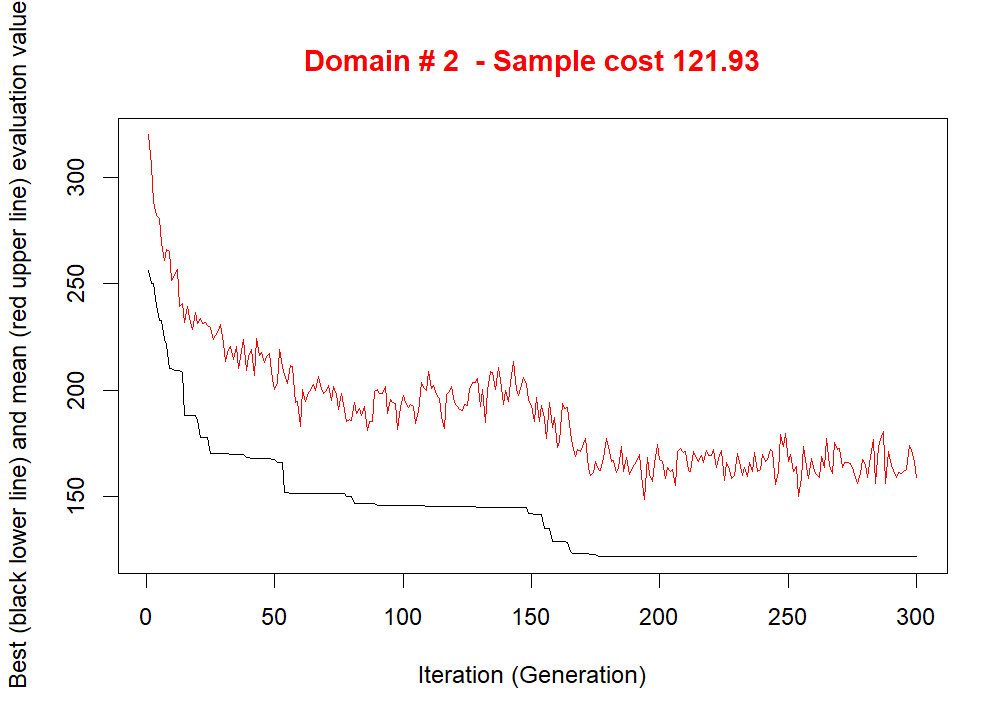 Domain # 2  - Sample cost 121.93
Best (black lower line) and mean (red upper line) evaluation value
300
250
200
150
0 50 100 150 200 250 300
Iteration (Generation)